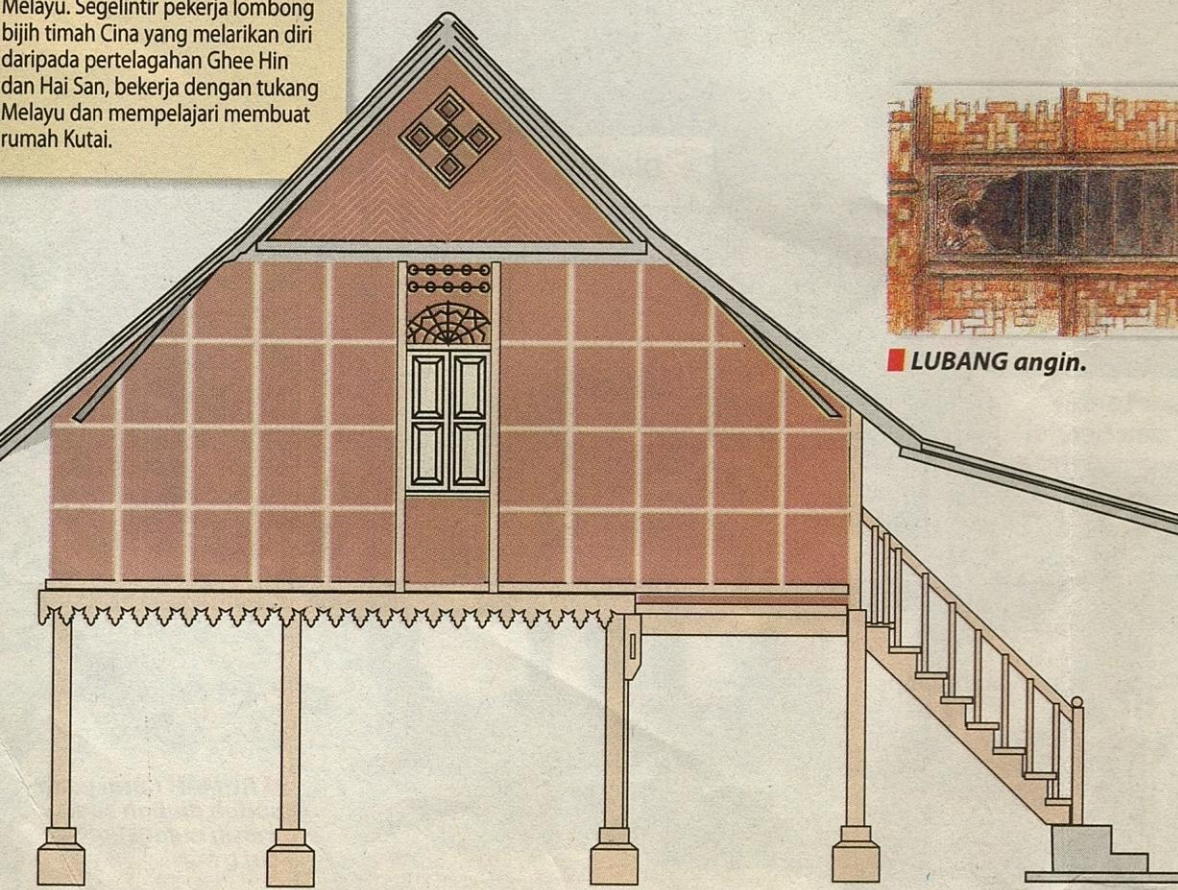 Melayu. Segelintir pekerja lombong
bijih timah Cina yang melarikan diri
daripada pertelagahan Ghee Hin
dan Hai San, bekerja dengan tukang
Melayu dan mempelajari membuat
rumah Kutai.
LUBANG angin.